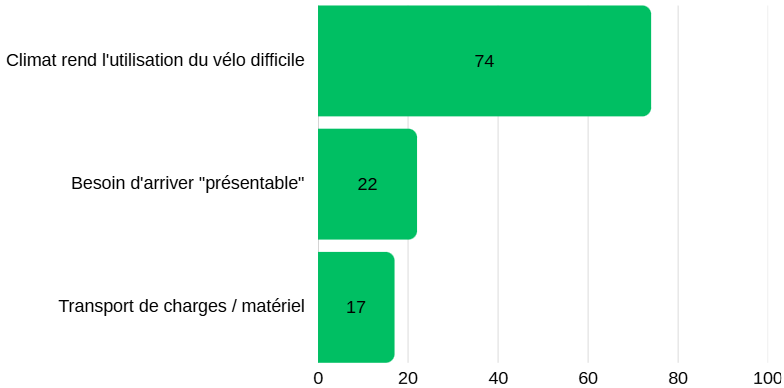 Climat rend l'utilisation du vélo difficile
74
Besoin d'arriver "présentable"
22
Transport de charges / matériel
17
0 20 40 60 80 100